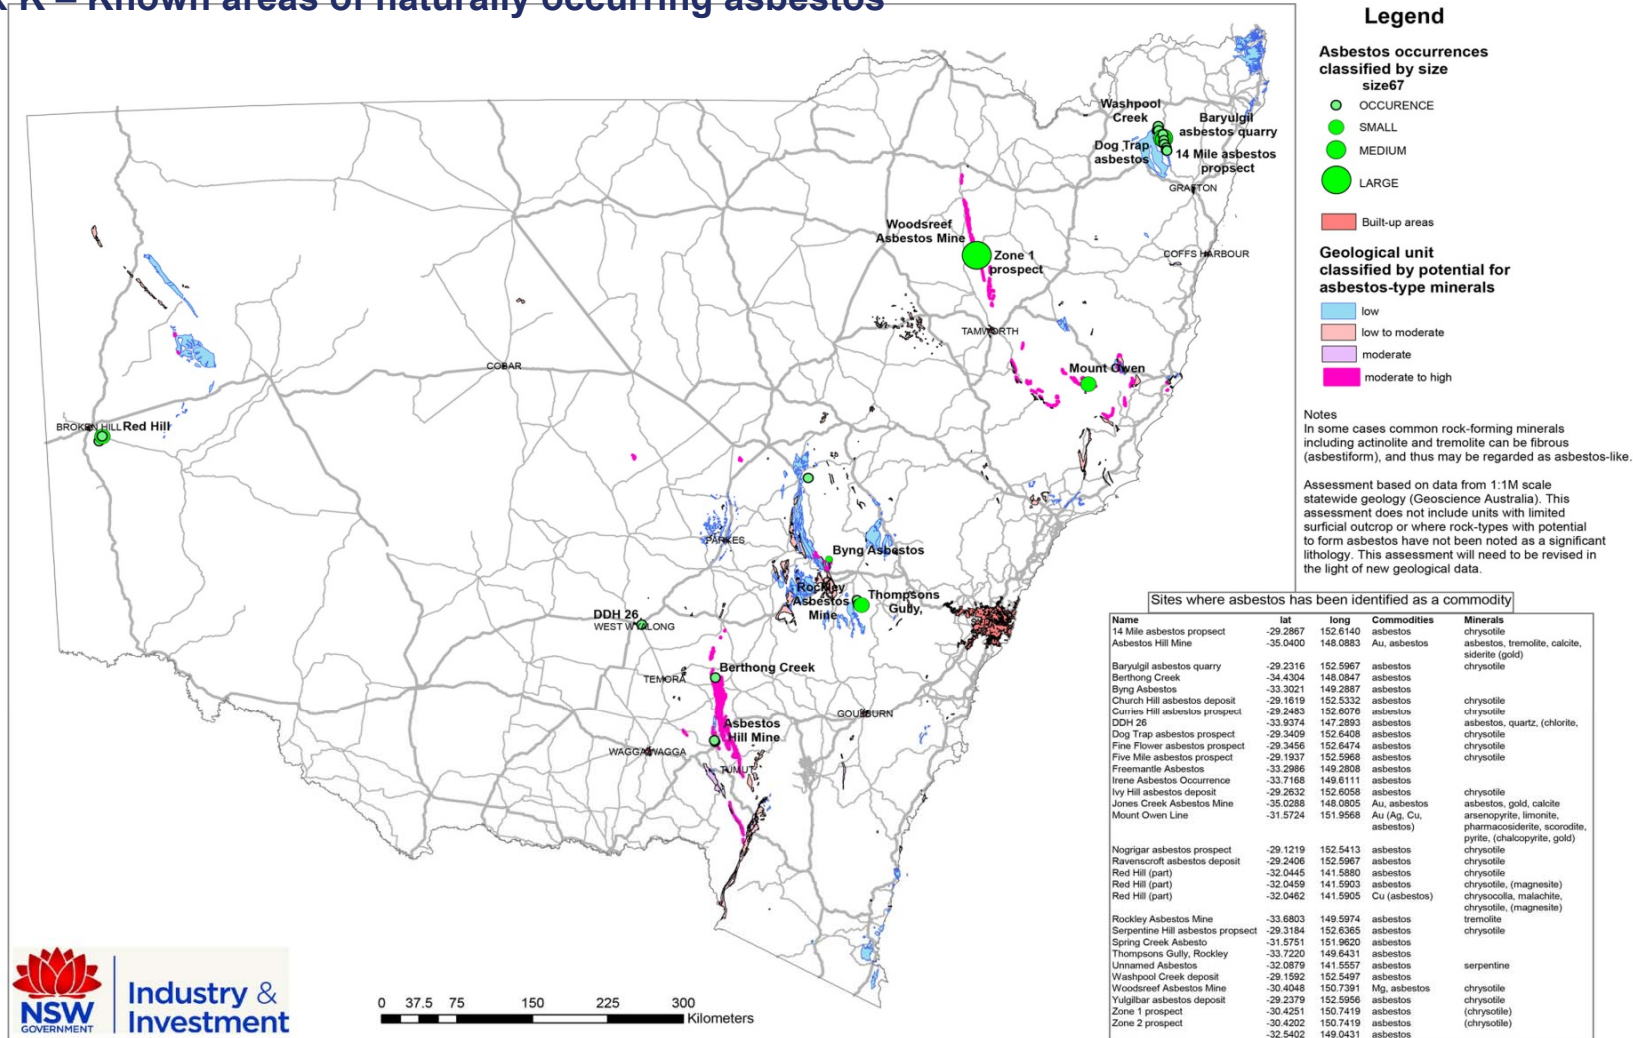 R – Known areas of naturally occurring asbestos
Legend
Asbestos occurrences
classified by size
size67
OCCURENCE
SMALL
MEDIUM
LARGE
Built-up areas
Geological unit
classified by potential for
asbestos-type minerals
low
low to moderate
moderate
moderate to high
Notes
In some cases common rock-forming minerals
including actinolite and tremolite can be fibrous
(asbestiform), and thus may be regarded as asbestos-like.
Assessment based on data from 1:1M scale
statewide geology (Geoscience Australia). This
assessment does not include units with limited
surficial outcrop or where rock-types with potential
to form asbestos have not been noted as a significant
lithology. This assessment will need to be revised in
the light of new geological data.
Washpool
Creek
Baryulgil
asbestos quarry
Dog Trap
asbestos
14 Mile asbestos
propsect
GRAFTON
Woodsreef
Asbestos Mine
Zone 1
prospect
COFFS HARBOUR
TAMWORTH
COBAR
Mount Owen
BROKEN HILL
Red Hill
PARKES
Byng Asbestos
Rockley
Asbestos
Mine
Thompsons
Gully,
DDH 26
WEST WYALONG
Berthong Creek
TEMORA
GOULBURN
Asbestos
Hill Mine
WAGGA WAGGA
TUMUT
Sites where asbestos has been identified as a commodity
Name lat long Commodities Minerals
14 Mile asbestos propsect -29.2867 152.6140 asbestos chrysotile
Asbestos Hill Mine -35.0400 148.0883 Au, asbestos asbestos, tremolite, calcite,
siderite (gold)
Baryulgil asbestos quarry -29.2316 152.5967 asbestos chrysotile
Berthong Creek -34.4304 148.0847 asbestos
Byng Asbestos -33.3021 149.2887 asbestos
Church Hill asbestos deposit -29.1619 152.5332 asbestos chrysotile
Curries Hill asbestos prospect -29.2483 152.6076 asbestos chrysotile
DDH 26 -33.9374 147.2893 asbestos asbestos, quartz, (chlorite,
Dog Trap asbestos prospect -29.3409 152.6408 asbestos chrysotile
Fine Flower asbestos prospect -29.3456 152.6474 asbestos chrysotile
Five Mile asbestos prospect -29.1937 152.5968 asbestos chrysotile
Freemantle Asbestos -33.2986 149.2808 asbestos
Irene Asbestos Occurrence -33.7168 149.6111 asbestos
Ivy Hill asbestos deposit -29.2632 152.6058 asbestos chrysotile
Jones Creek Asbestos Mine -35.0288 148.0805 Au, asbestos asbestos, gold, calcite
Mount Owen Line -31.5724 151.9568 Au (Ag, Cu, arsenopyrite, limonite,
asbestos) pharmacosiderite, scorodite,
pyrite, (chalcopyrite, gold)
Nogrigar asbestos prospect -29.1219 152.5413 asbestos chrysotile
Ravenscroft asbestos deposit -29.2406 152.5967 asbestos chrysotile
Red Hill (part) -32.0445 141.5880 asbestos chrysotile
Red Hill (part) -32.0459 141.5903 asbestos chrysotile, (magnesite)
Red Hill (part) -32.0462 141.5905 Cu (asbestos) chrysocolla, malachite,
chrysotile, (magnesite)
Rockley Asbestos Mine -33.6803 149.5974 asbestos tremolite
Serpentine Hill asbestos propsect -29.3184 152.6365 asbestos chrysotile
Spring Creek Asbesto -31.5751 151.9620 asbestos
Thompsons Gully, Rockley -33.7220 149.6431 asbestos
Unnamed Asbestos -32.0879 141.5557 asbestos serpentine
Washpool Creek deposit -29.1592 152.5497 asbestos
Woodsreef Asbestos Mine -30.4048 150.7391 Mg, asbestos chrysotile
Yulgilbar asbestos deposit -29.2379 152.5956 asbestos chrysotile
Zone 1 prospect -30.4251 150.7419 asbestos (chrysotile)
Zone 2 prospect -30.4202 150.7419 asbestos (chrysotile)
-32.5402 149.0431 asbestos
0 37.5 75 150 225 300
Kilometers
NSW
GOVERNMENT
Industry &
Investment